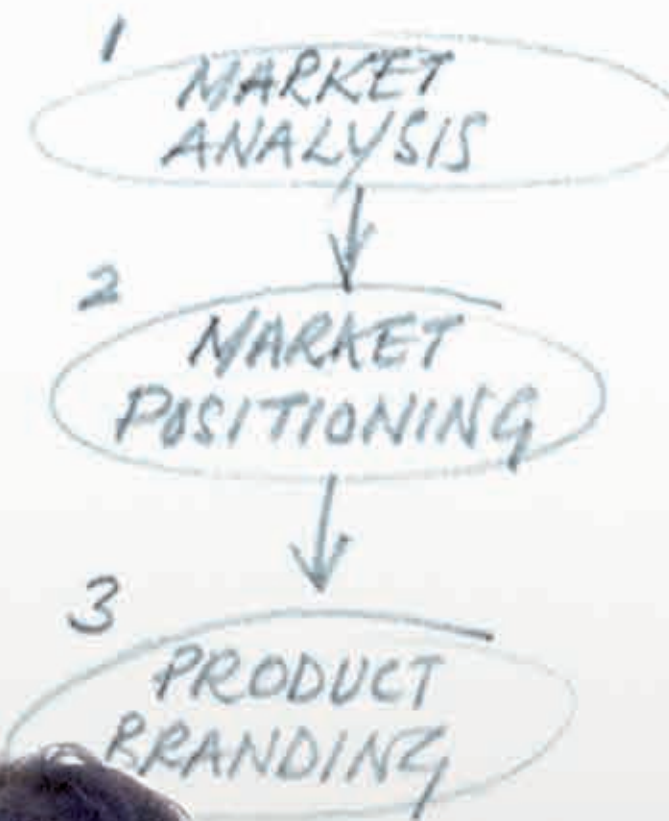 1
MARKET
ANALYSIS
2
MARKET
POSITIONING
3
PRODUCT
BRANDING